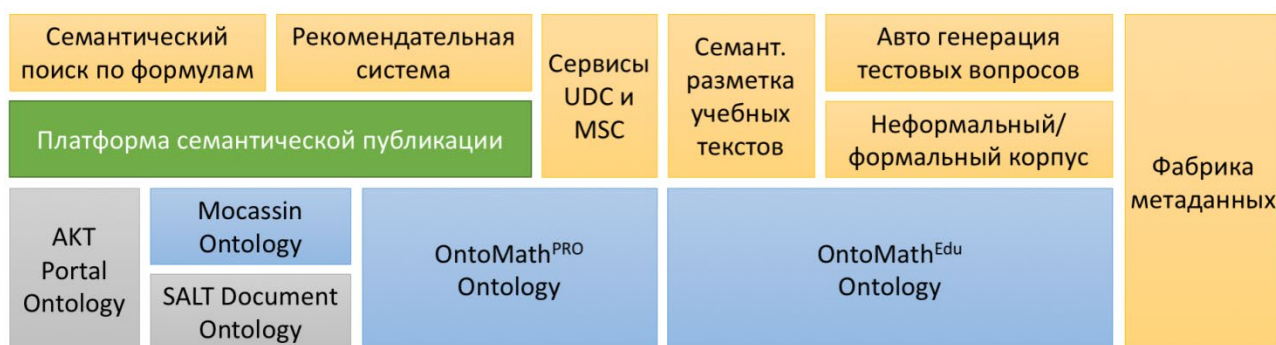 Семантический
поиск по формулам
Рекомендательная
система
Сервисы
UDC и
MSC
Семант.
разметка
учебных
текстов
Авто генерация
тестовых вопросов
Платформа семантической публикации
Неформальный/
формальный корпус
Фабрика
метаданных
AKT
Portal
Ontology
Mocassin
Ontology
SALT Document
Ontology
OntoMathPRO
Ontology
OntoMathEdu
Ontology